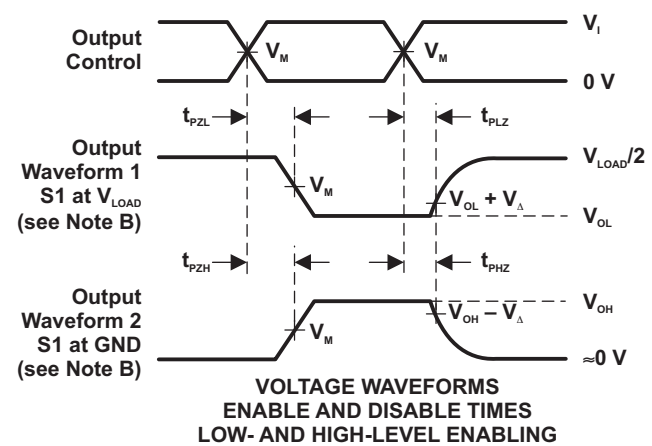 Output
Control
V_M
V_M
V_I
0 V
t_PZL
t_PLZ
Output
Waveform 1
S1 at V_LOAD
(see Note B)
V_M
V_OL + V_Δ
V_LOAD/2
V_OL
t_PZH
t_PHZ
Output
Waveform 2
S1 at GND
(see Note B)
V_M
V_OH – V_Δ
V_OH
≈0 V
VOLTAGE WAVEFORMS
ENABLE AND DISABLE TIMES
LOW- AND HIGH-LEVEL ENABLING